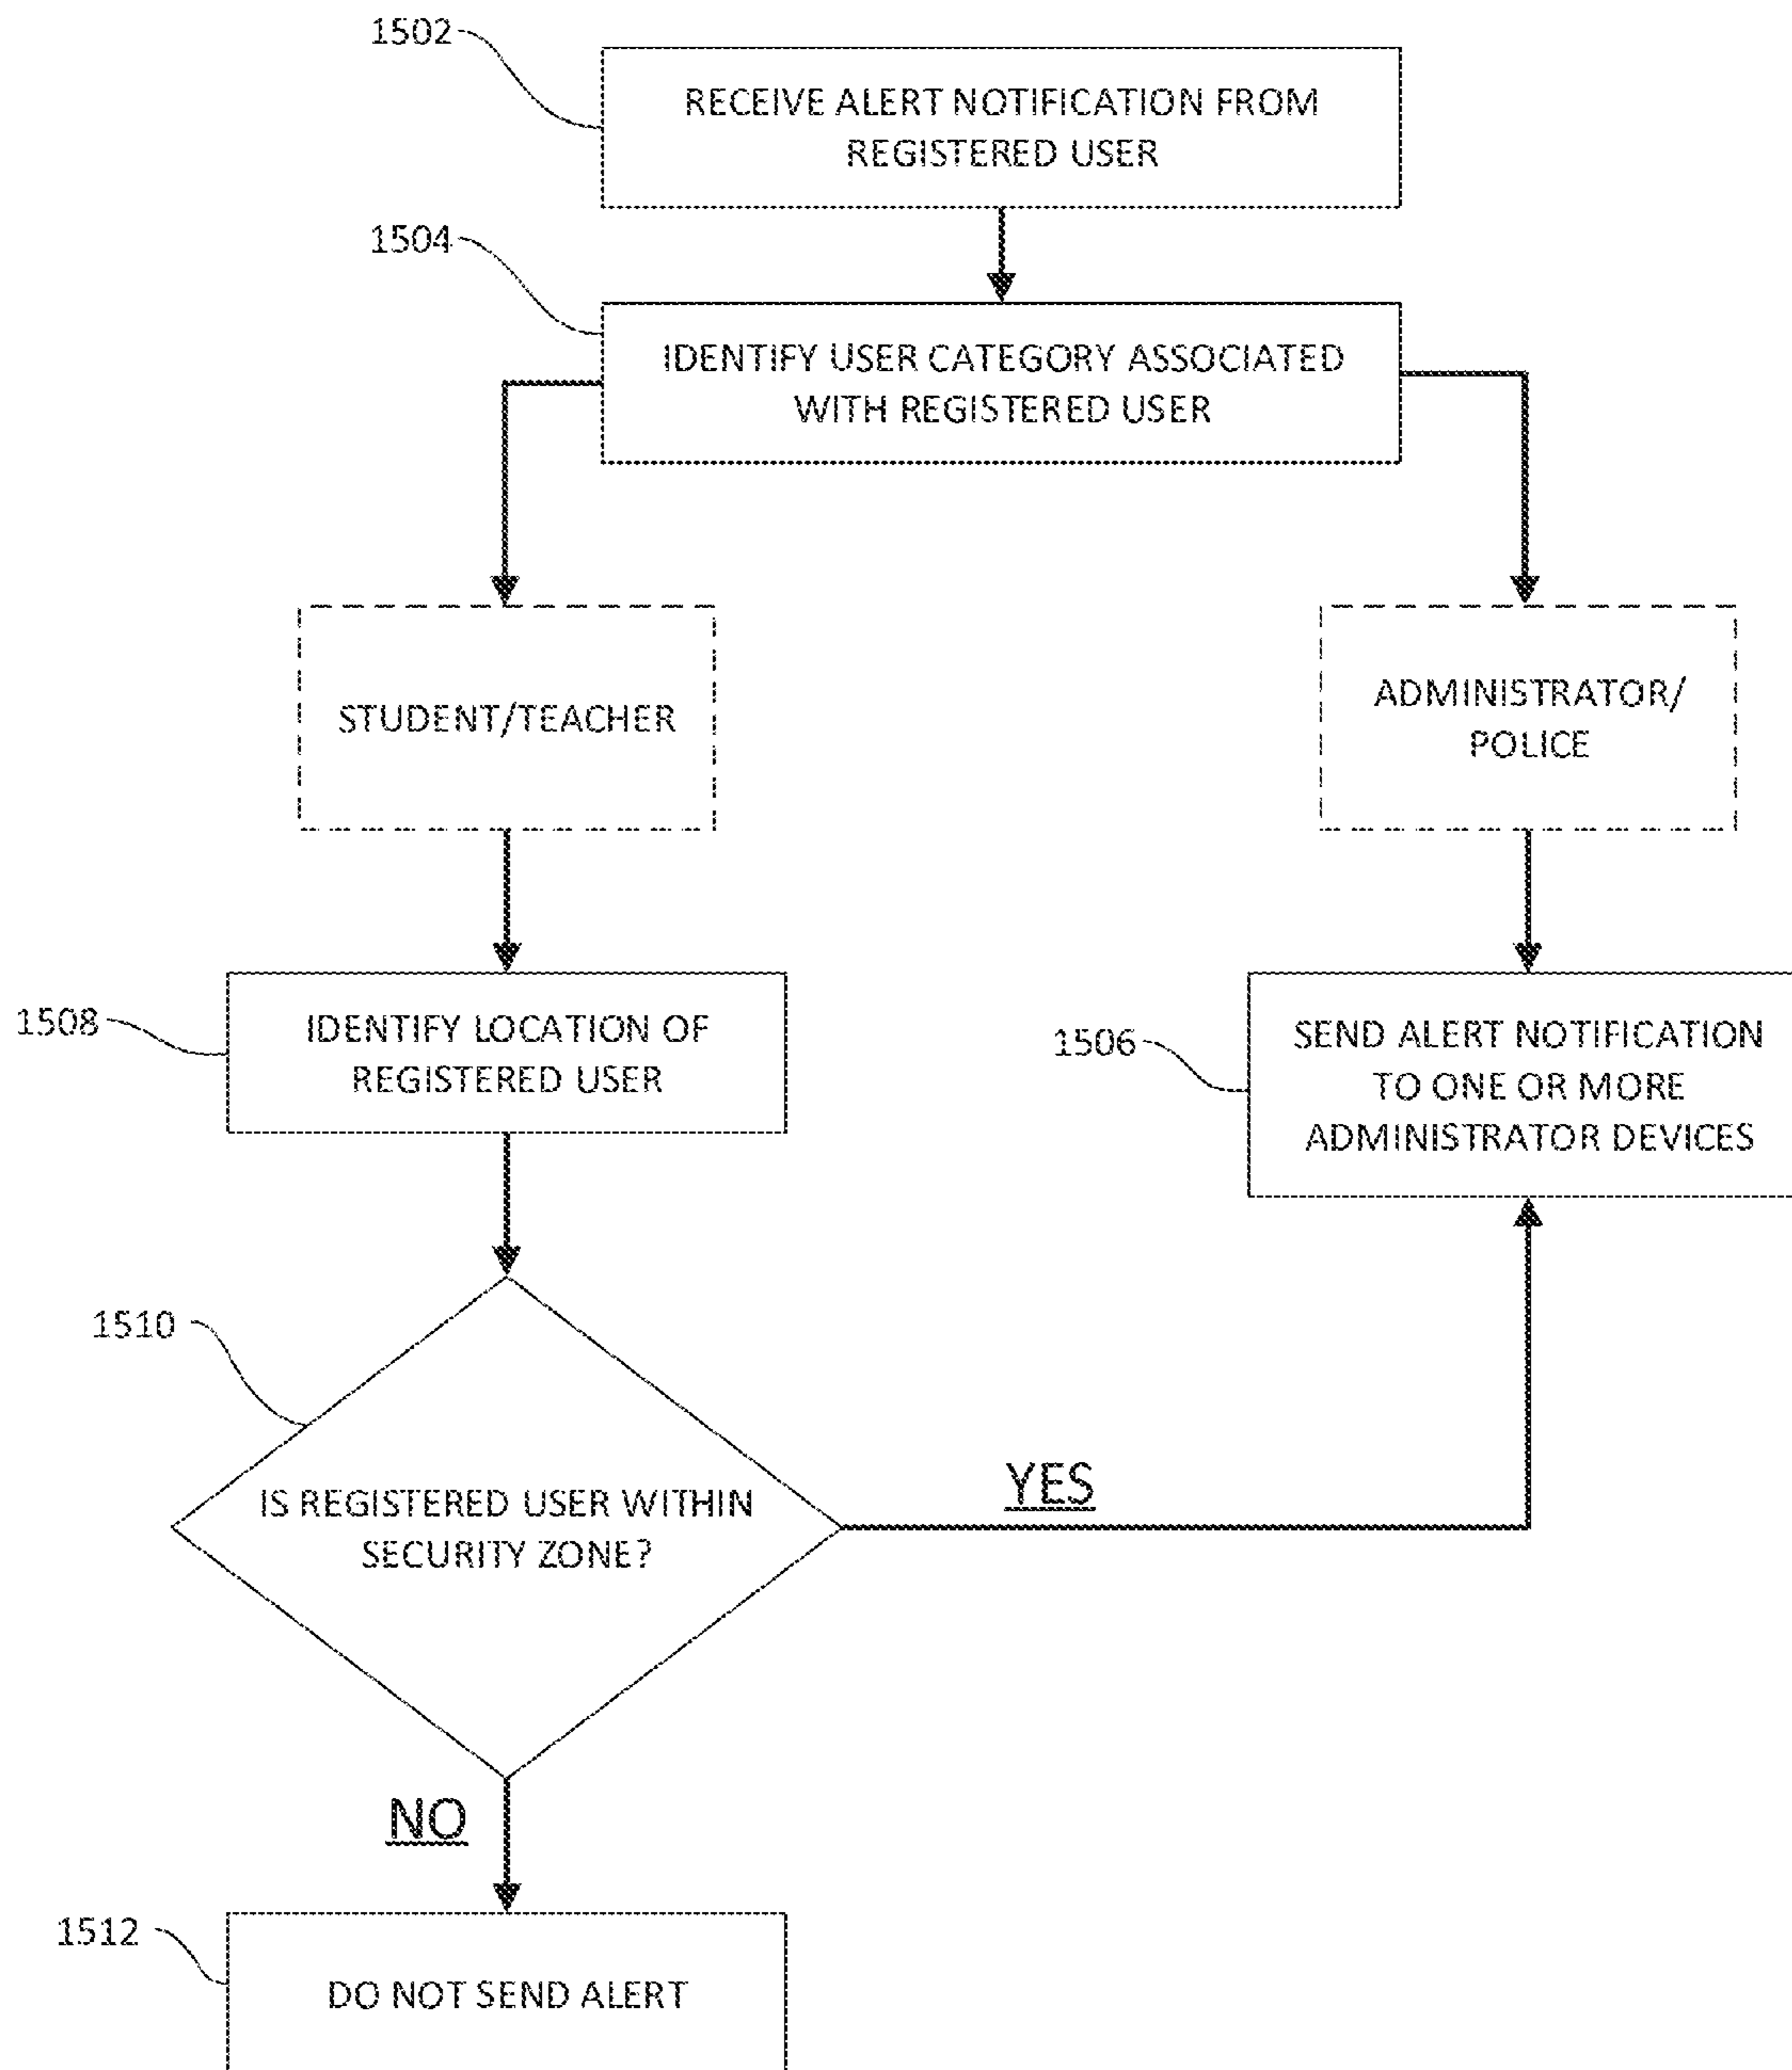 1502
RECEIVE ALERT NOTIFICATION FROM
REGISTERED USER
1504
IDENTIFY USER CATEGORY ASSOCIATED
WITH REGISTERED USER
STUDENT/TEACHER
ADMINISTRATOR/
POLICE
1508
IDENTIFY LOCATION OF
REGISTERED USER
1506
SEND ALERT NOTIFICATION
TO ONE OR MORE
ADMINISTRATOR DEVICES
1510
IS REGISTERED USER WITHIN
SECURITY ZONE?
YES
NO
1512
DO NOT SEND ALERT